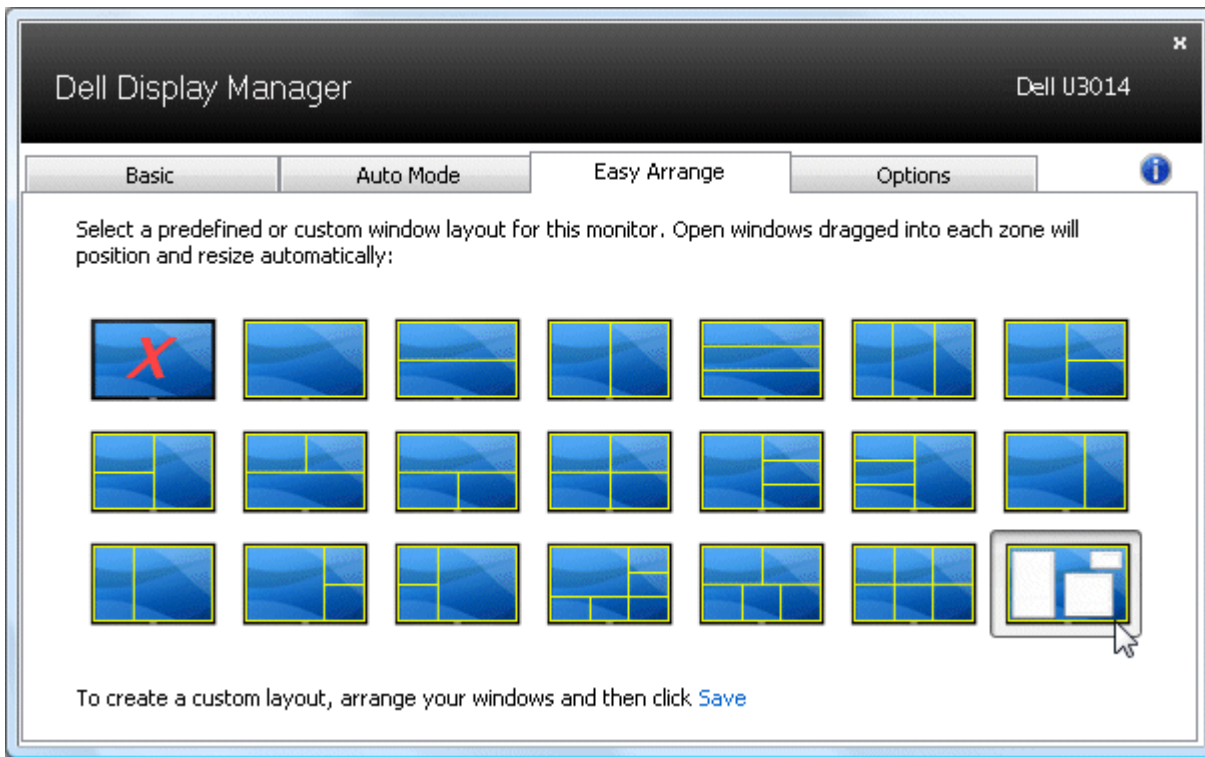 x
Dell Display Manager
Dell U3014
Basic
Auto Mode
Easy Arrange
Options
i
Select a predefined or custom window layout for this monitor. Open windows dragged into each zone will
position and resize automatically:
X
To create a custom layout, arrange your windows and then click Save